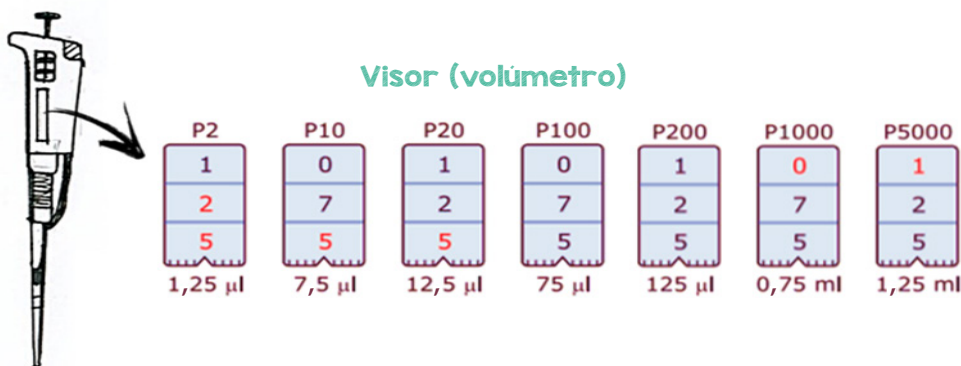 Visor (volúmetro)
P2 P10 P20 P100 P200 P1000 P5000
1 0 1 0 1 0 1
2 7 2 7 2 7 2
5 5 5 5 5 5 5
1,25 µl 7,5 µl 12,5 µl 75 µl 125 µl 0,75 ml 1,25 ml